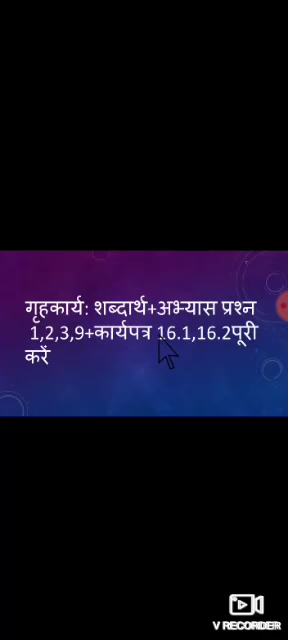 गृहकार्य: शब्दार्थ+अभ्यास प्रश्न
1,2,3,9+कार्यपत्र 16.1,16.2पूरी
करें
V RECORDER